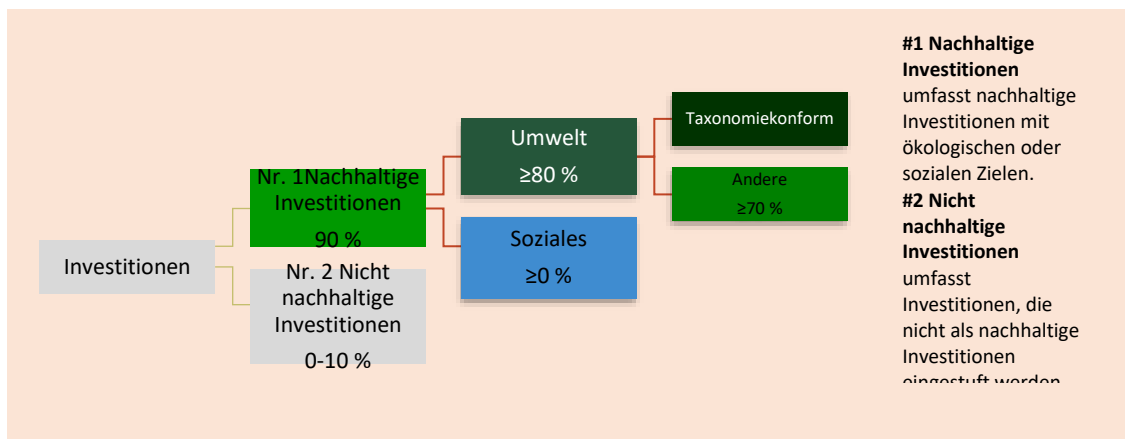 Investitionen
Nr. 1Nachhaltige
Investitionen
90 %
Nr. 2 Nicht
nachhaltige
Investitionen
0-10 %
Umwelt
≥80 %
Soziales
≥0 %
Taxonomiekonform
Andere
≥70 %
#1 Nachhaltige
Investitionen
umfasst nachhaltige
Investitionen mit
ökologischen oder
sozialen Zielen.
#2 Nicht
nachhaltige
Investitionen
umfasst
Investitionen, die
nicht als nachhaltige
Investitionen
eingestuft werden